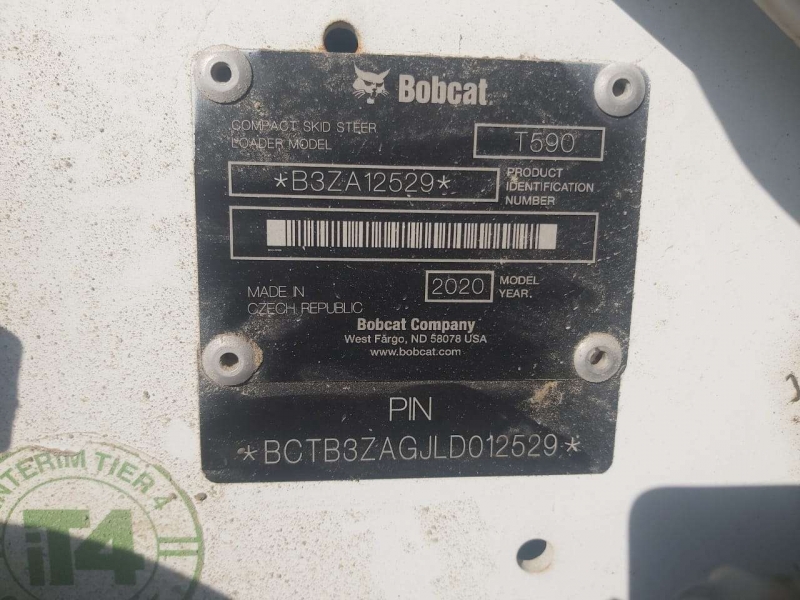 Bobcat
COMPACT SKID STEER
LOADER MODEL
T590
*B3ZA12529*
PRODUCT
IDENTIFICATION
NUMBER
MADE IN
CZECH REPUBLIC
2020
MODEL
YEAR.
Bobcat Company
West Fargo, ND 58078 USA
www.bobcat.com
PIN
*BCTB3ZAGJLD012529*
INTERIM TIER 4
iT4